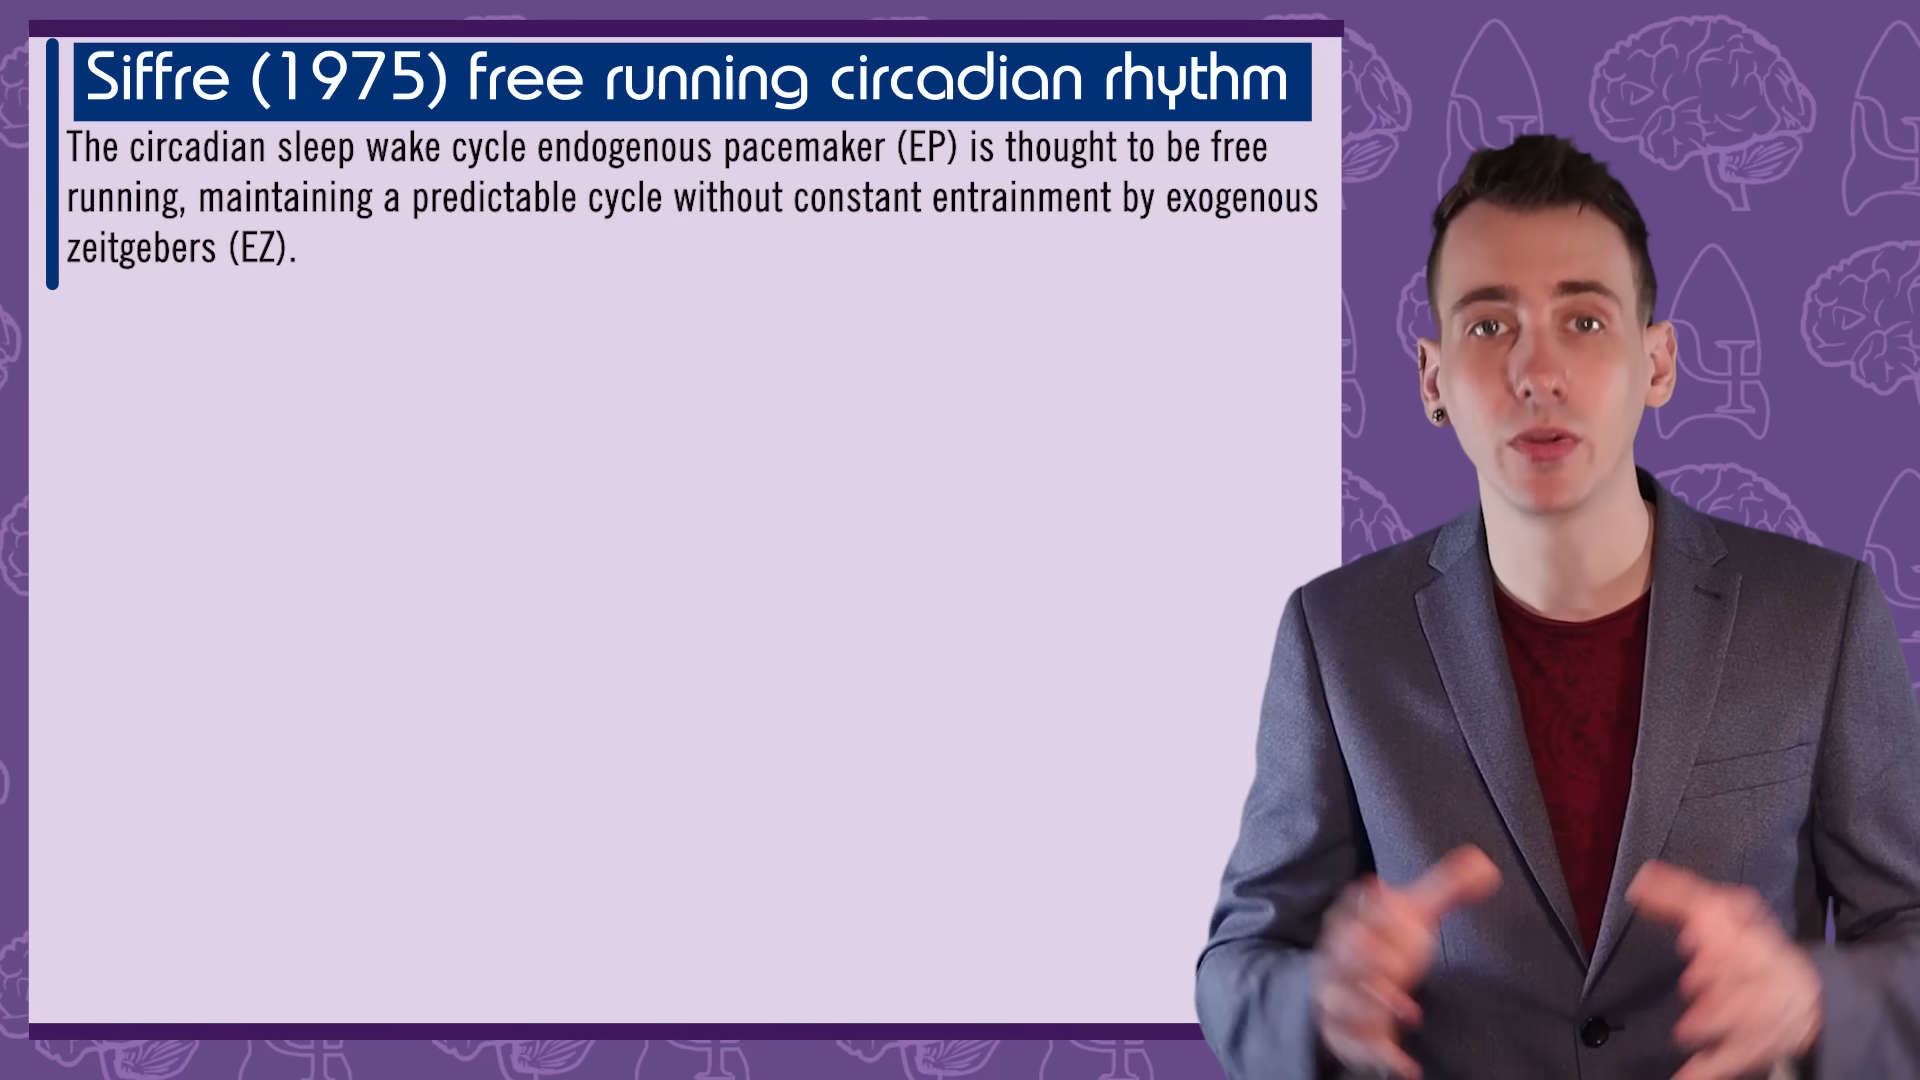 Siffre (1975) free running circadian rhythm
The circadian sleep wake cycle endogenous pacemaker (EP) is thought to be free
running, maintaining a predictable cycle without constant entrainment by exogenous
zeitgebers (EZ).